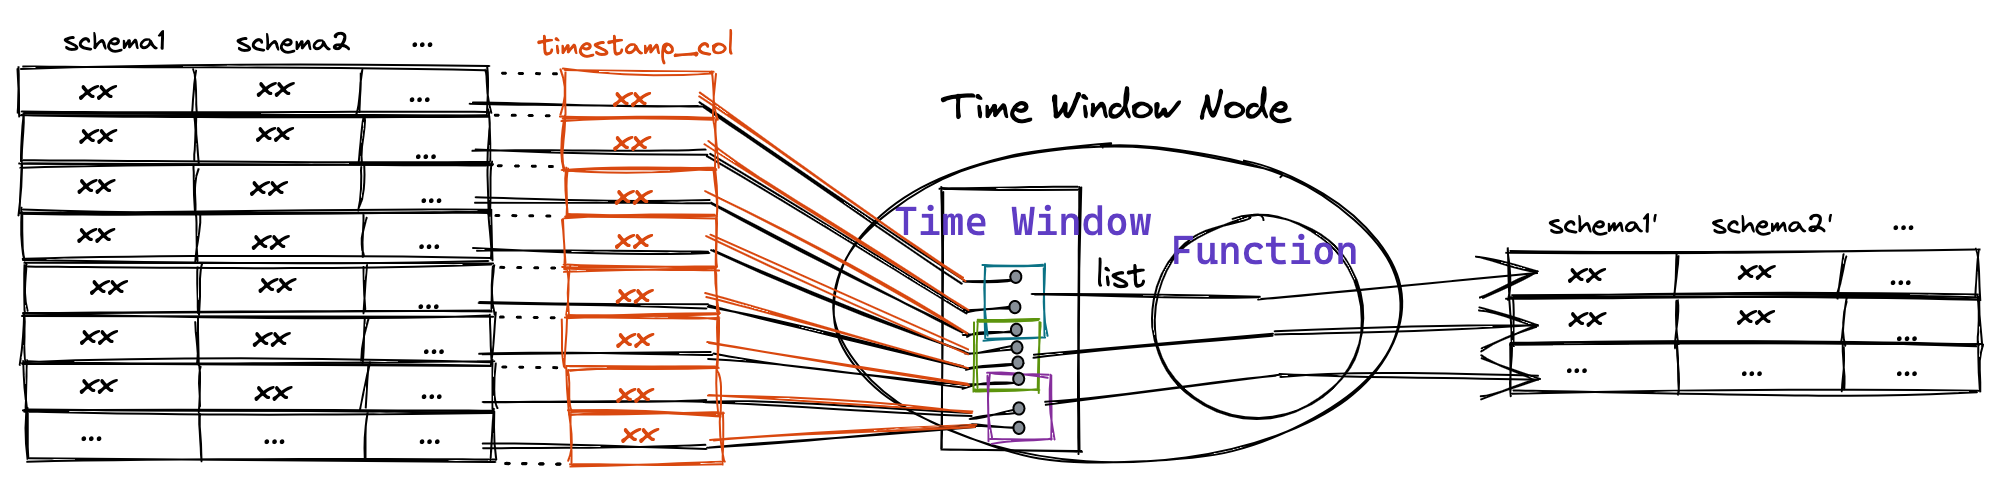 schema1 schema2 ... timestamp_col
xx xx ... xx
xx xx ... xx
xx xx ... xx
xx xx ... xx
xx xx ... xx
xx xx ... xx
xx xx ... xx
... ... ... xx
Time Window Node
Time Window
Function
list
schema1' schema2' ...
xx xx ...
xx xx ...
... ... ...